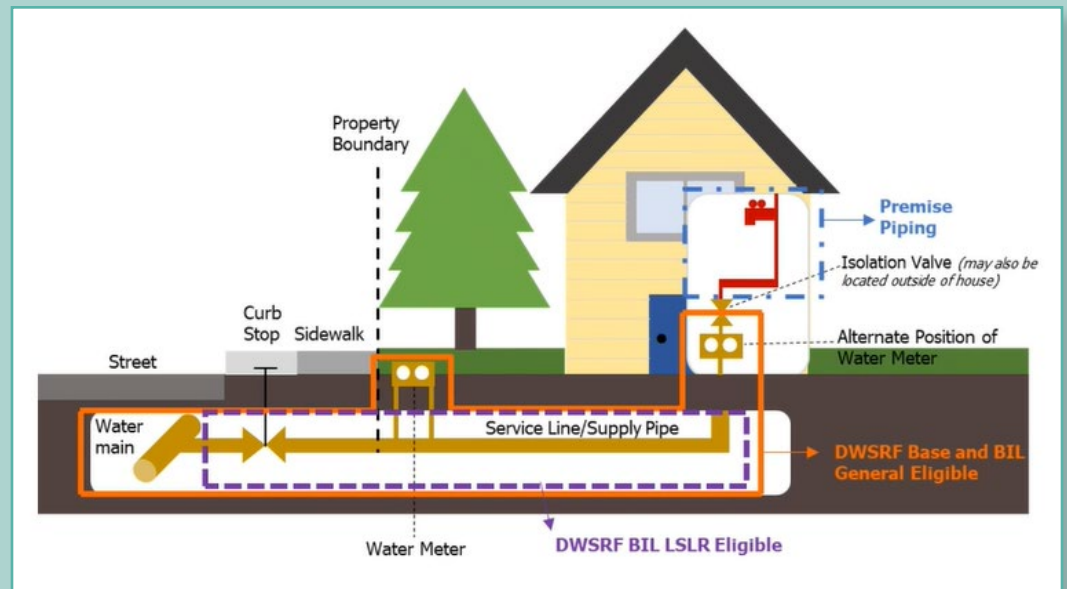 Property
Boundary
Premise
Piping
Isolation Valve (may also be
located outside of house)
Curb
Stop
Sidewalk
Alternate Position of
Water Meter
Street
Water
main
Service Line/Supply Pipe
DWSRF Base and BIL
General Eligible
Water Meter
DWSRF BIL LSLR Eligible